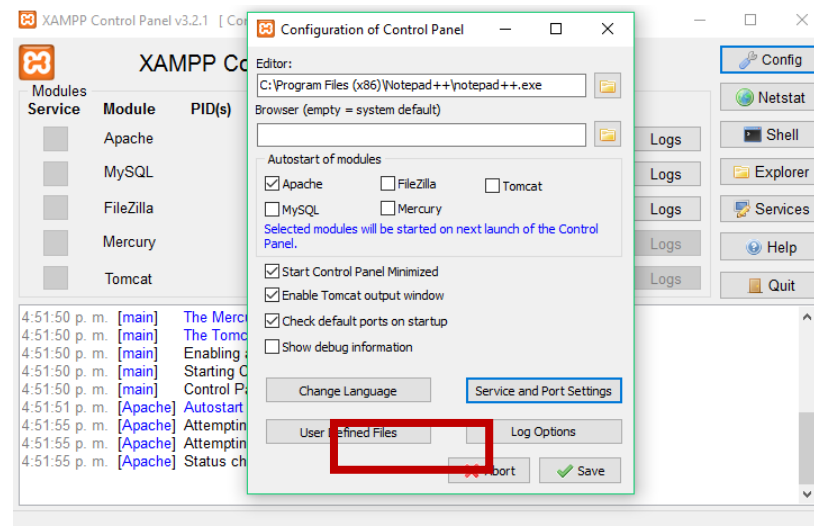 XAMPP Control Panel v3.2.1 [ Co
Configuration of Control Panel
XAMPP Co
Config
Modules
Service Module PID(s)
Netstat
Apache
Logs
Shell
MySQL
Logs
Explorer
FileZilla
Logs
Services
Mercury
Logs
Help
Tomcat
Logs
Quit
Editor:
C:\Program Files (x86)\Notepad++\notepad++.exe
Browser (empty = system default)
Autostart of modules
Apache FileZilla Tomcat
MySQL Mercury
Selected modules will be started on next launch of the Control
Panel.
Start Control Panel Minimized
Enable Tomcat output window
Check default ports on startup
Show debug information
Change Language Service and Port Settings
User Defined Files Log Options
Abort Save
4:51:50 p. m. [main] The Merc
4:51:50 p. m. [main] The Tomc
4:51:50 p. m. [main] Enabling
4:51:50 p. m. [main] Starting C
4:51:50 p. m. [main] Control P
4:51:51 p. m. [Apache] Autostart
4:51:55 p. m. [Apache] Attemptin
4:51:55 p. m. [Apache] Attemptin
4:51:55 p. m. [Apache] Status ch